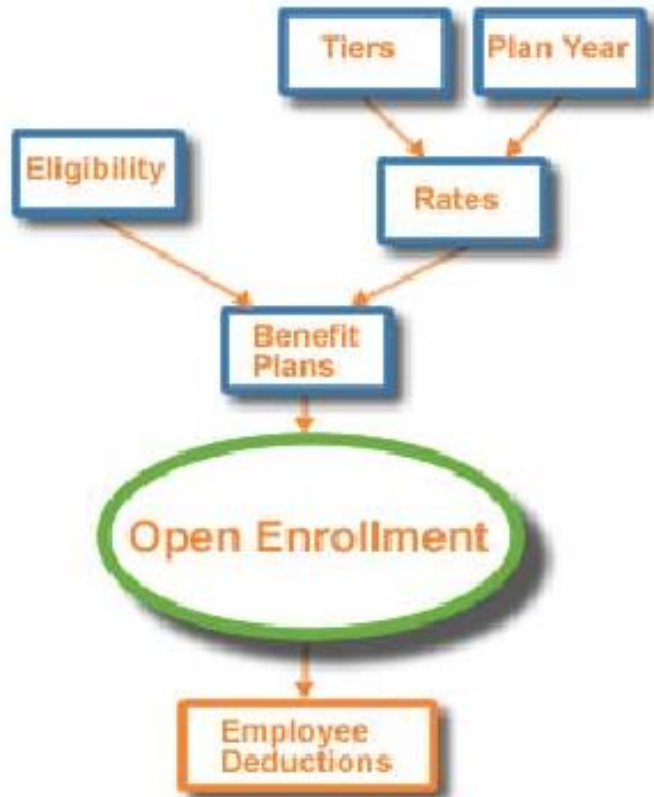 Tiers
Plan Year
Eligibility
Rates
Benefit
Plans
Open Enrollment
Employee
Deductions